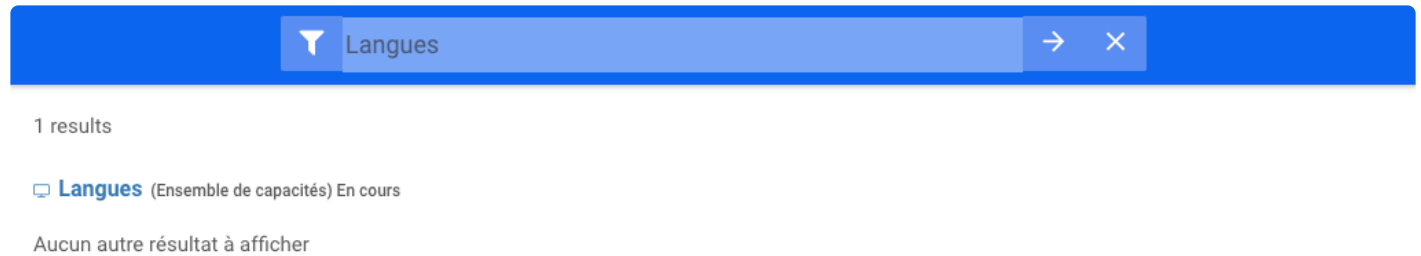 Langues
1 results
Langues (Ensemble de capacités) En cours
Aucun autre résultat à afficher